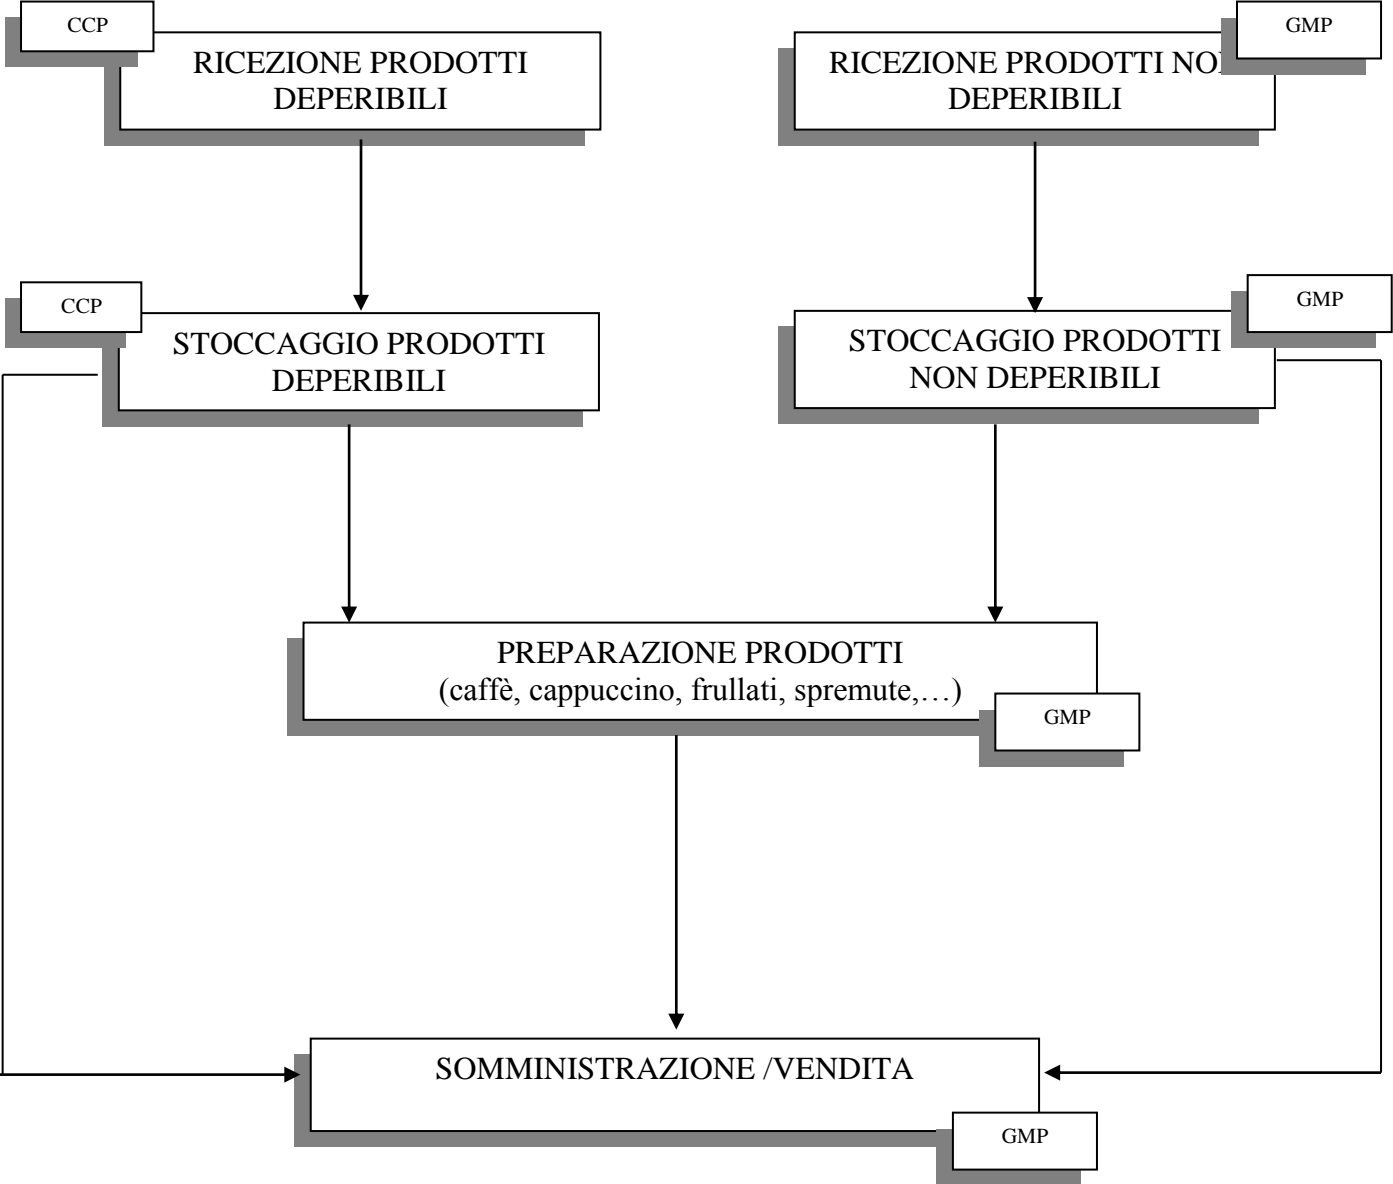 CCP
RICEZIONE PRODOTTI
DEPERIBILI
GMP
RICEZIONE PRODOTTI NO
DEPERIBILI
CCP
STOCCAGGIO PRODOTTI
DEPERIBILI
GMP
STOCCAGGIO PRODOTTI
NON DEPERIBILI
PREPARAZIONE PRODOTTI
(caffè, cappuccino, frullati, spremute,…)
GMP
SOMMINISTRAZIONE /VENDITA
GMP